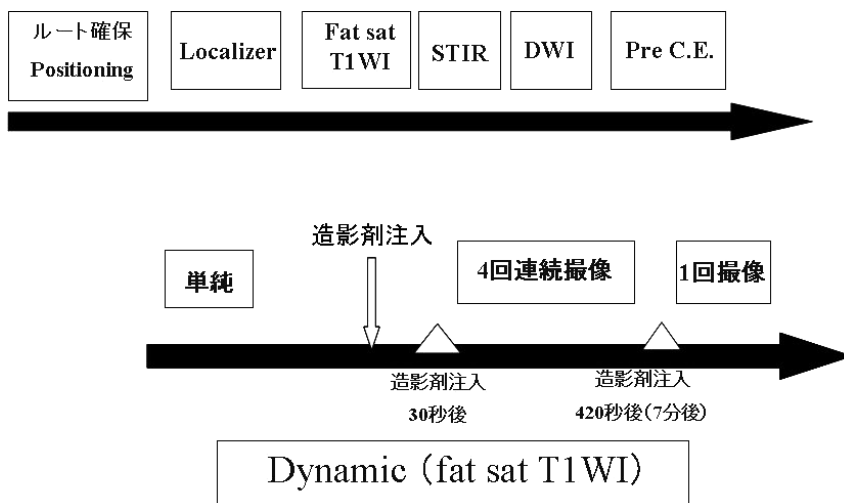 ルート確保
Positioning
Localizer
Fat sat
T1WI
STIR
DWI
Pre C.E.
造影剤注入
単純
4回連続撮像
1回撮像
造影剤注入
30秒後
造影剤注入
420秒後(7分後)
Dynamic (fat sat T1WI)